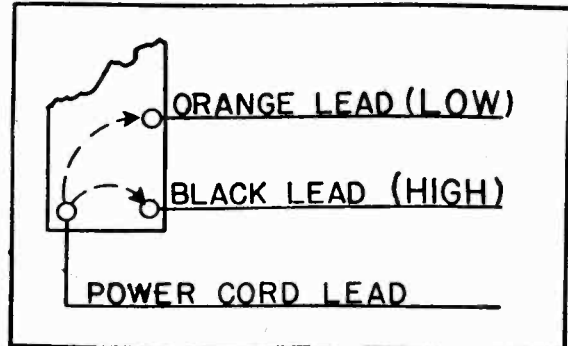 ORANGE LEAD (LOW)
BLACK LEAD (HIGH)
POWER CORD LEAD